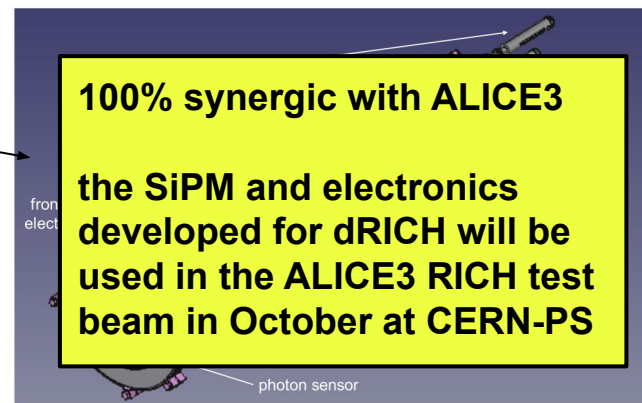 100% synergic with ALICE3
the SiPM and electronics
developed for dRICH will be
used in the ALICE3 RICH test
beam in October at CERN-PS
photon sensor